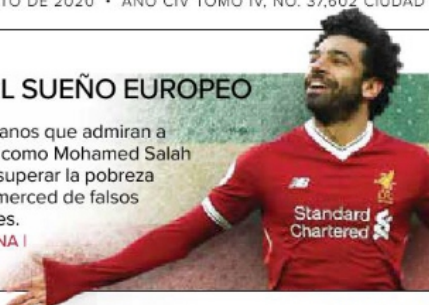 TO DE 2020 • AÑO CIV TOMO IV, NO. 37,602 CIUDAD
L SUEÑO EUROPEO
anos que admiran a
como Mohamed Salah
superar la pobreza
merced de falsos
es.
NA I
Standard
Chartered